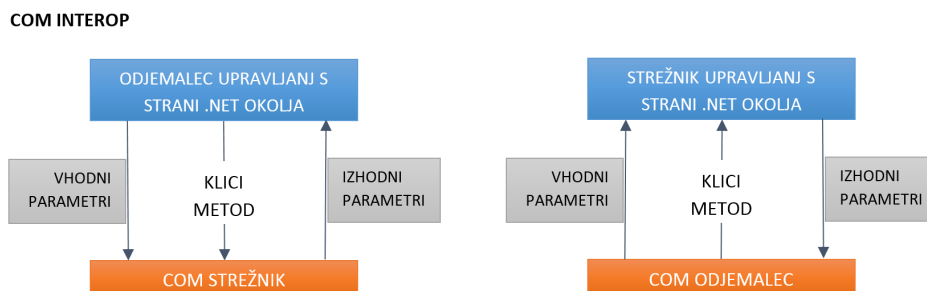 COM INTEROP
ODJEMALEC UPRAVLJANJ S
STRANI .NET OKOLJA
VHODNI
PARAMETRI
KLICI
METOD
IZHODNI
PARAMETRI
COM STREŽNIK
STREŽNIK UPRAVLJANJ S
STRANI .NET OKOLJA
VHODNI
PARAMETRI
KLICI
METOD
IZHODNI
PARAMETRI
COM ODJEMALEC